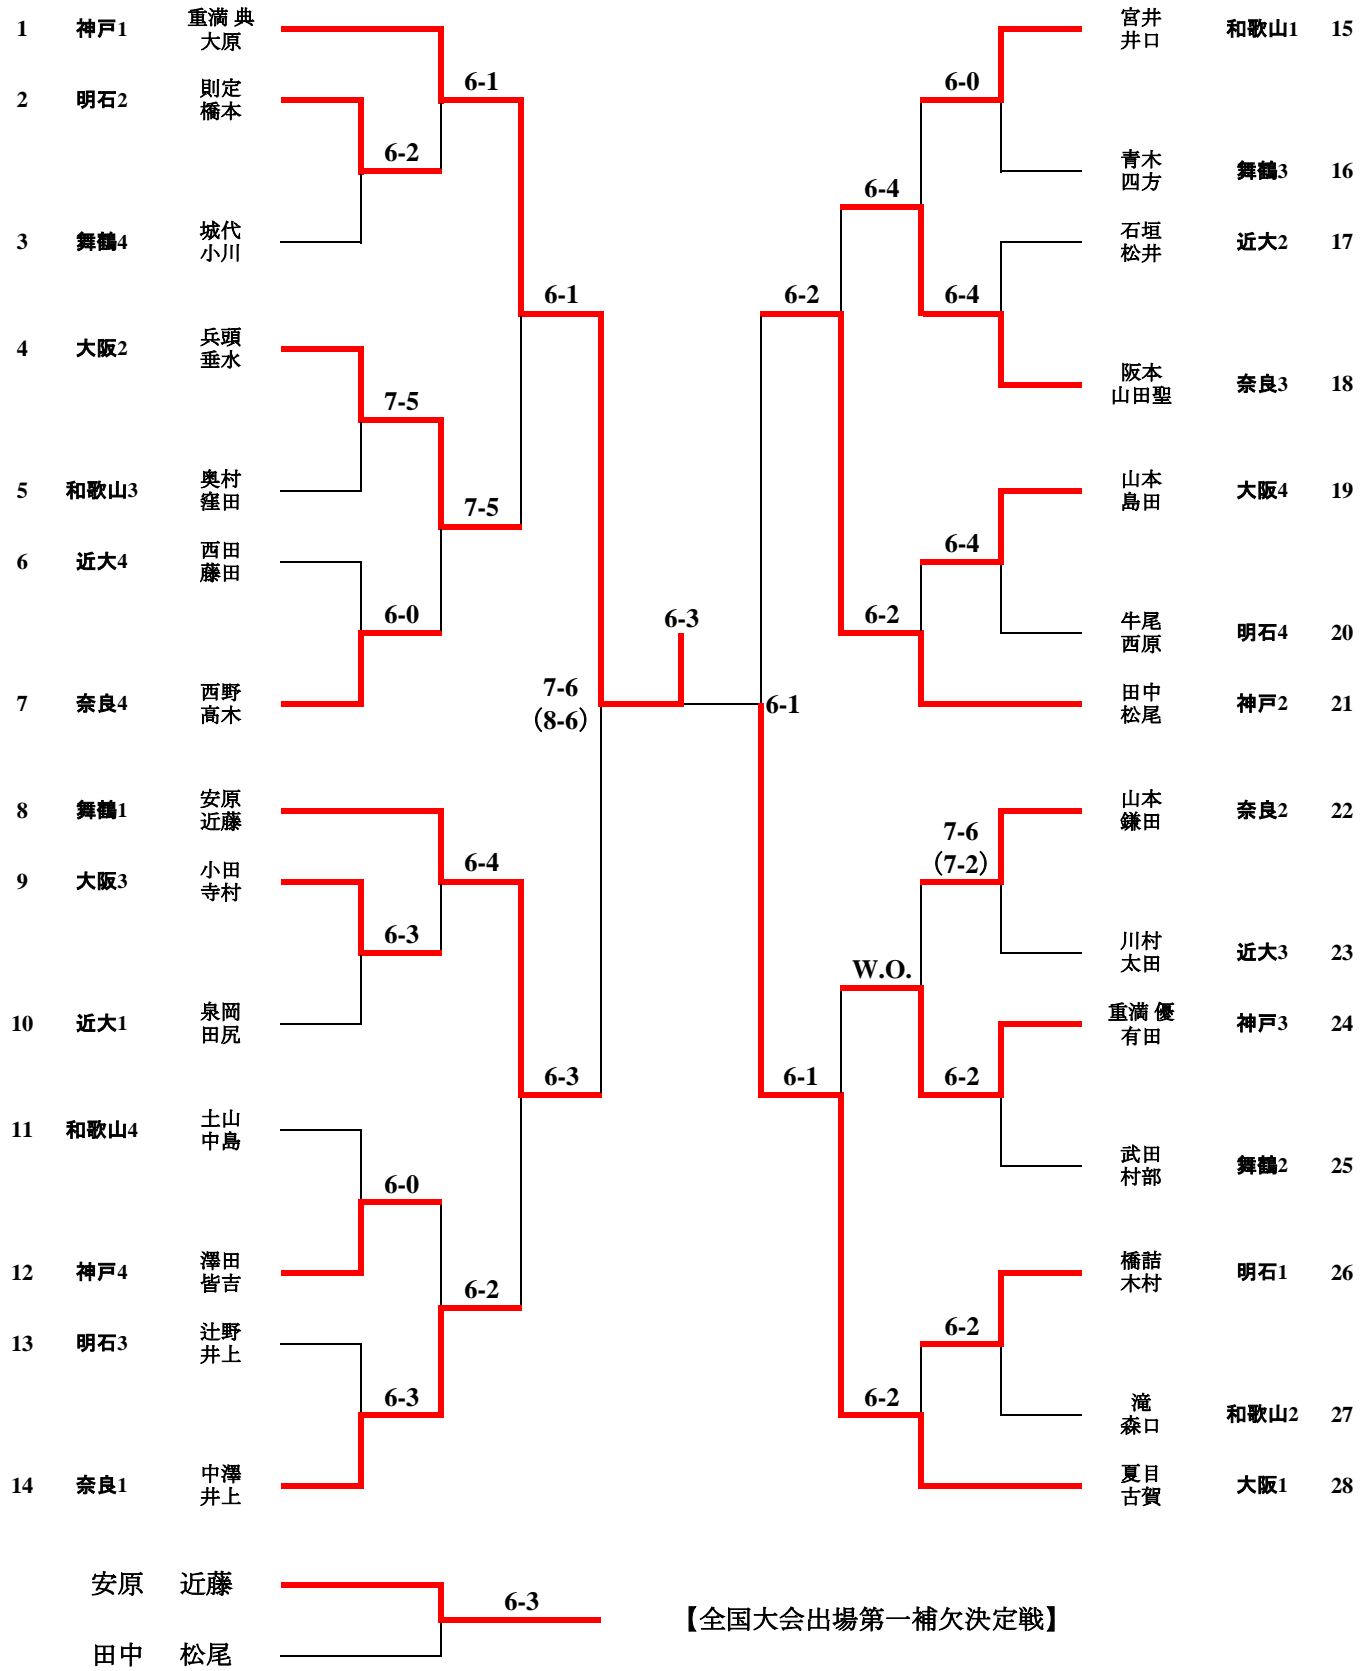 1 神戸1 重満 典
大原
6-1
2 明石2 則定
橋本
6-2
3 舞鶴4 城代
小川
6-1
4 大阪2 兵頭
垂水
7-5
5 和歌山3 奥村
窪田
7-5
6 近大4 西田
藤田
6-0
7 奈良4 西野
高木
7-6
(8-6)
6-3
8 舞鶴1 安原
近藤
6-4
9 大阪3 小田
寺村
6-3
10 近大1 泉岡
田尻
6-3
11 和歌山4 土山
中島
6-0
12 神戸4 澤田
皆吉
6-2
13 明石3 辻野
井上
6-3
14 奈良1 中澤
井上
宮井
井口 和歌山1 15
6-0
青木
四方 舞鶴3 16
6-4
石垣
松井 近大2 17
6-2
6-4
阪本
山田聖 奈良3 18
山本
島田 大阪4 19
6-4
牛尾
西原 明石4 20
6-2
田中
松尾 神戸2 21
6-1
山本
鎌田 奈良2 22
7-6
(7-2)
川村
太田 近大3 23
W.O.
重満 優
有田 神戸3 24
6-1
6-2
武田
村部 舞鶴2 25
橋詰
木村 明石1 26
6-2
滝
森口 和歌山2 27
6-2
夏目
古賀 大阪1 28
安原 近藤
6-3
【全国大会出場第一補欠決定戦】
田中 松尾